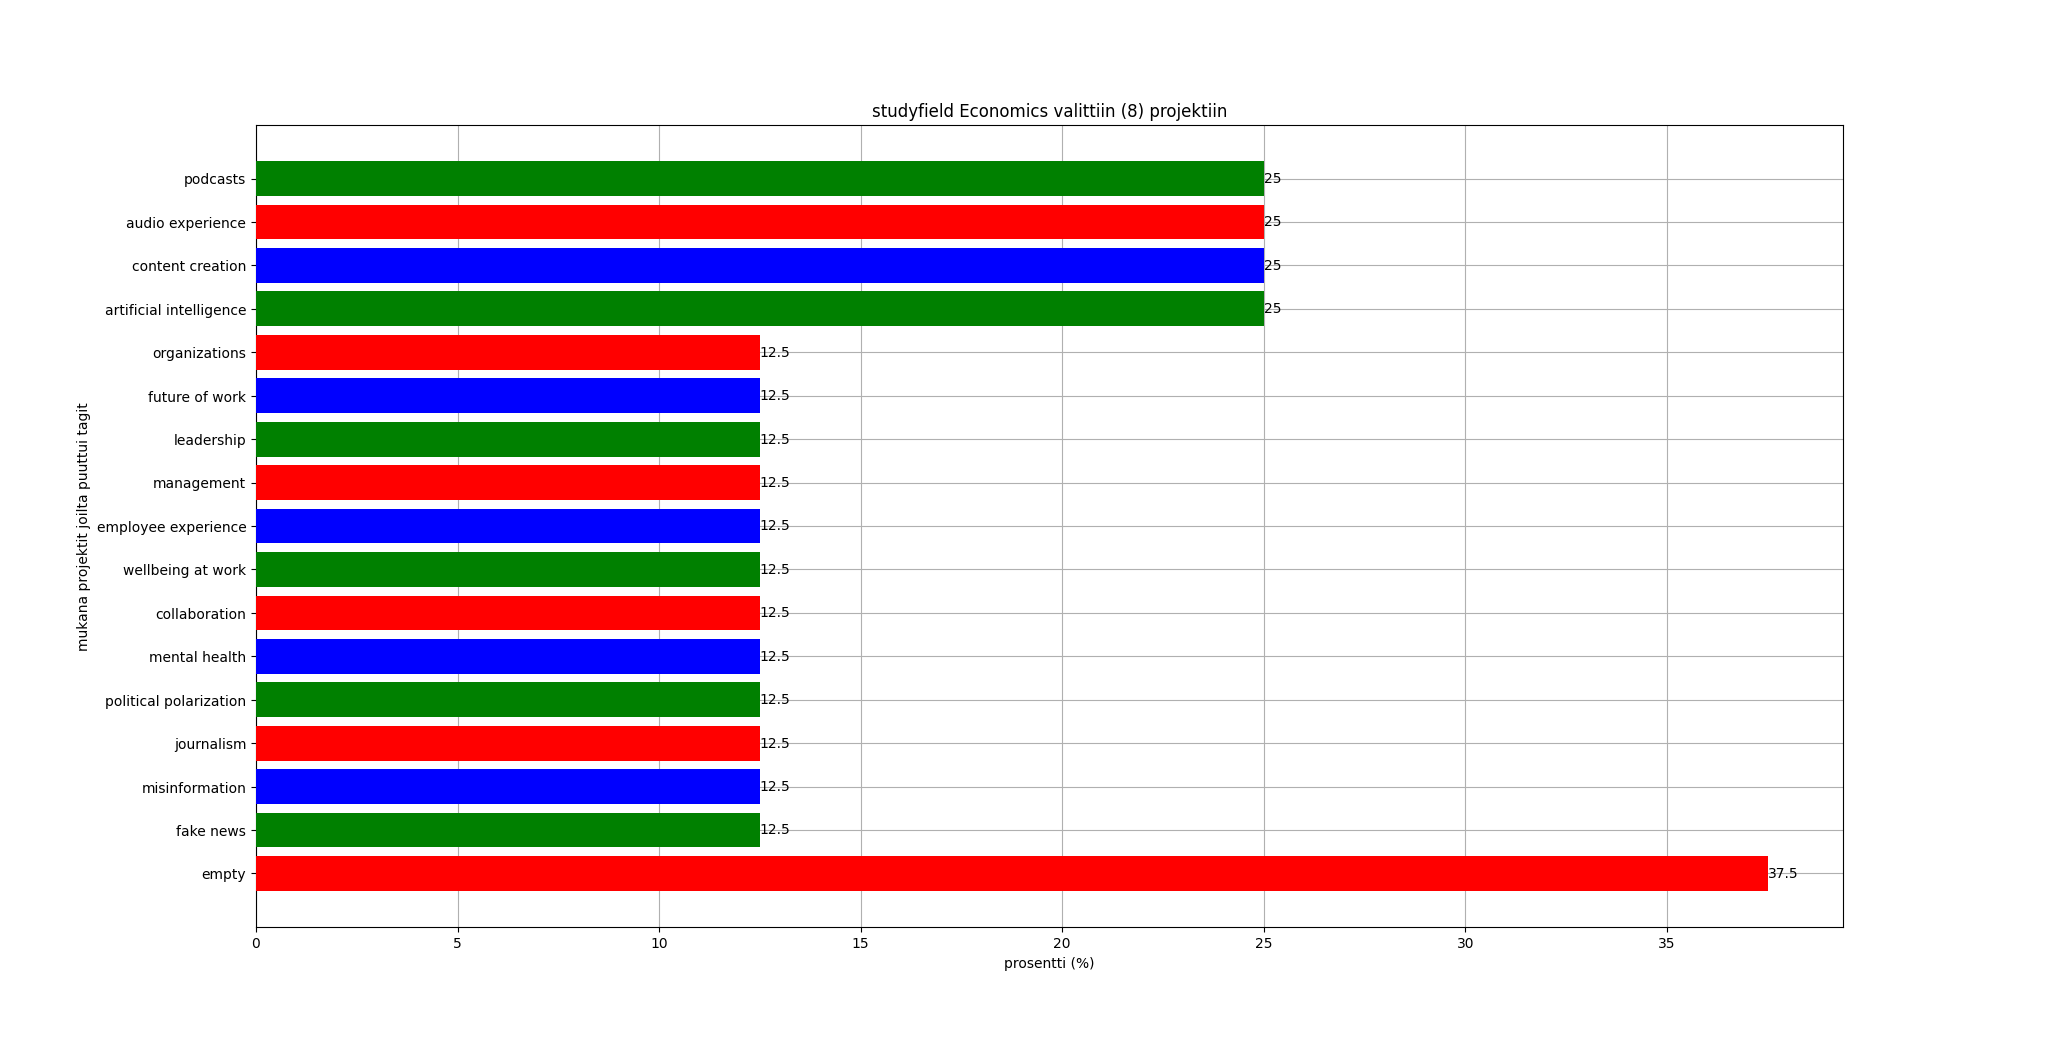 studyfield Economics valittiin (8) projektiin
mukana projektit joilta puuttui tagit
podcasts 25
audio experience 25
content creation 25
artificial intelligence 25
organizations 12.5
future of work 12.5
leadership 12.5
management 12.5
employee experience 12.5
wellbeing at work 12.5
collaboration 12.5
mental health 12.5
political polarization 12.5
journalism 12.5
misinformation 12.5
fake news 12.5
empty 37.5
0 5 10 15 20 25 30 35
prosentti (%)